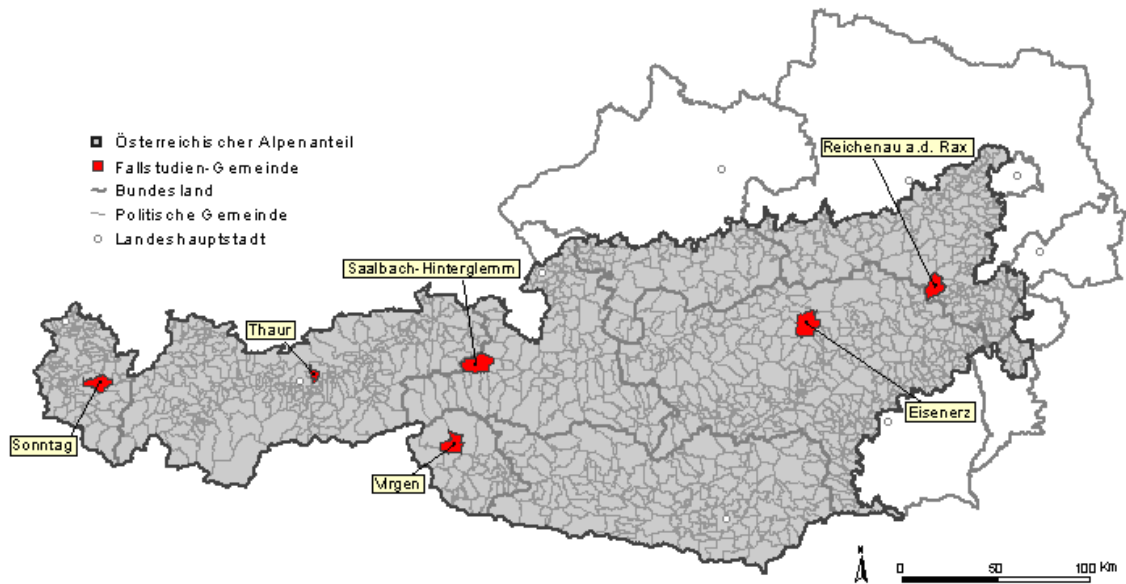 Österreichischer Alpenanteil
Fallstudien-Gemeinde
Bundesland
Politische Gemeinde
Landeshauptstadt
Reichenau a.d. Rax
Saalbach-Hinterglemm
Thaur
Sonntag
Virgen
Eisenerz
N
0 50 100 Km